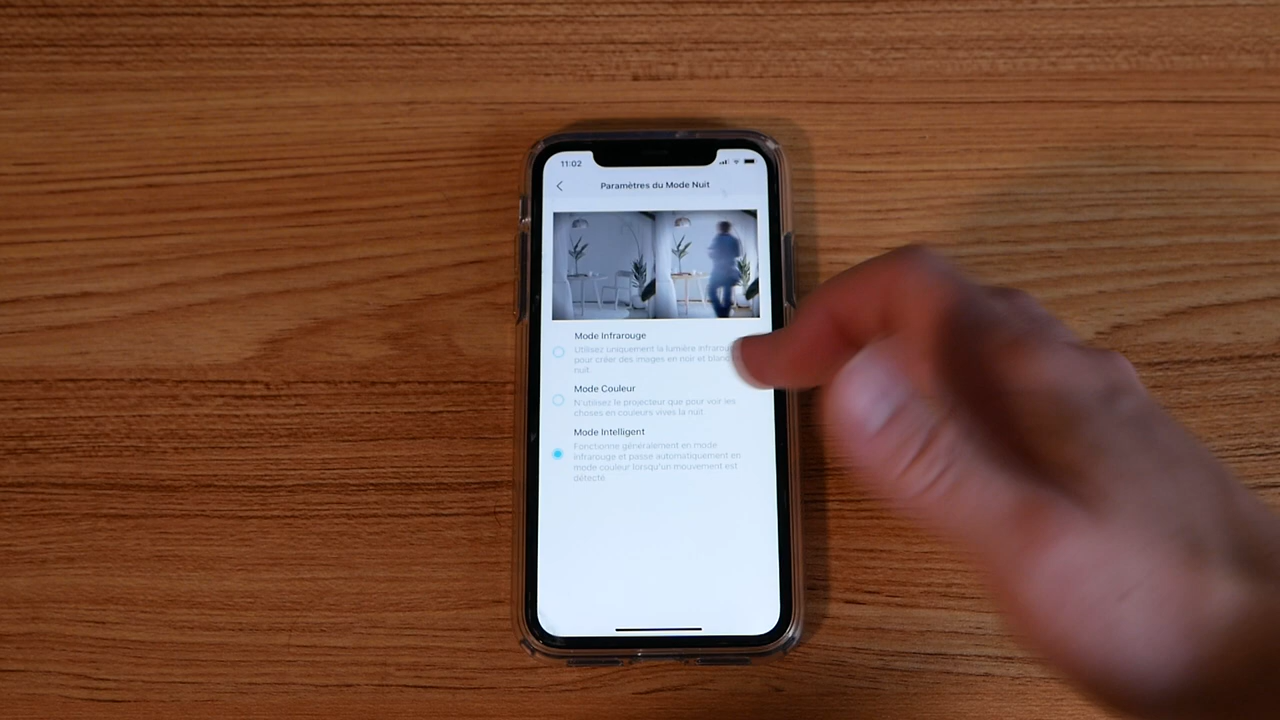 11:02
Paramètres du Mode Nuit
Mode Infrarouge
Utilisez uniquement la lumière
pour créer des images en noir et blanc
nuit.
Mode Couleur
N'utilisez le projecteur que pour voir les
choses en couleurs vives la nuit
Mode Intelligent
Fonctionne généralement en mode
infrarouge et passe automatiquement en
mode couleur lorsqu'un mouvement est
détecté